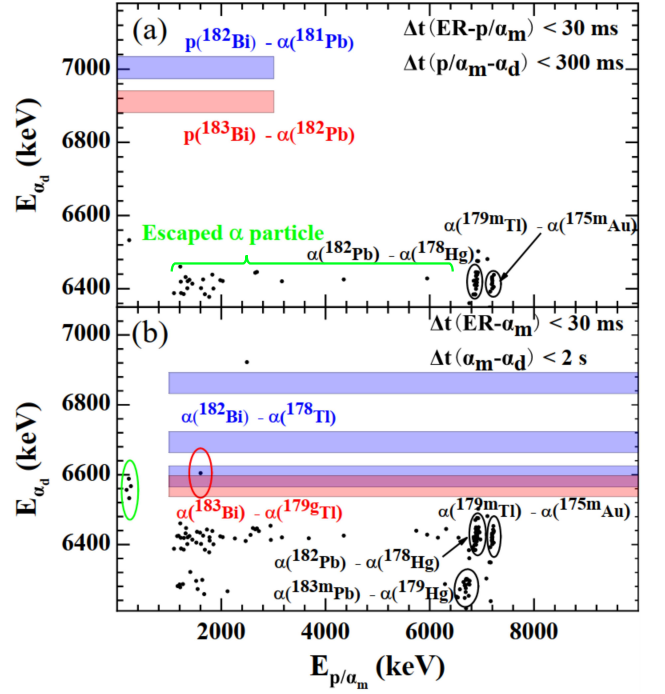 (a)
Δt(ER-p/αm) < 30 ms
p(182Bi) - α(181Pb)
Δt(p/αm-αd) < 300 ms
7000
p(183Bi) - α(182Pb)
6800
Eαd (keV)
6600
Escaped α particle
α(179mTl) - α(175mAu)
α(182Pb) - α(178Hg)
6400
(b)
Δt(ER-αm) < 30 ms
7000
Δt(αm-αd) < 2 s
6800
α(182Bi) - α(178Tl)
Eαd (keV)
6600
α(183Bi) - α(179gTl)
α(179mTl) - α(175mAu)
6400
α(182Pb) - α(178Hg)
α(183mPb) - α(179Hg)
2000 4000 6000 8000
Ep/αm (keV)